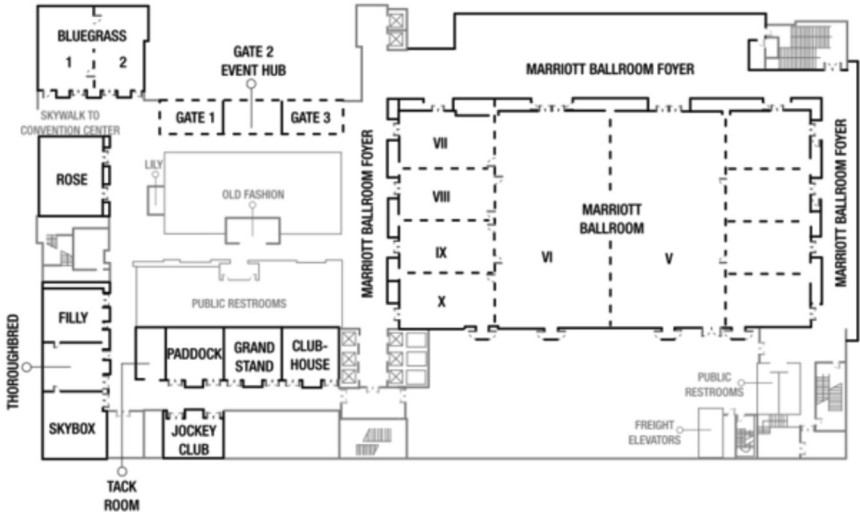 BLUEGRASS
1 2
SKYWALK TO
CONVENTION CENTER
GATE 2
EVENT HUB
GATE 1
GATE 3
MARRIOTT BALLROOM FOYER
ROSE
LILY
OLD FASHION
MARRIOTT BALLROOM FOYER
VII
VIII
IX
X
MARRIOTT
BALLROOM
VI
V
MARRIOTT BALLROOM FOYER
PUBLIC RESTROOMS
FILLY
THOROUGHBRED
SKYBOX
PADDOCK
GRAND
STAND
CLUB-
HOUSE
JOCKEY
CLUB
TACK
ROOM
PUBLIC
RESTROOMS
FREIGHT
ELEVATORS